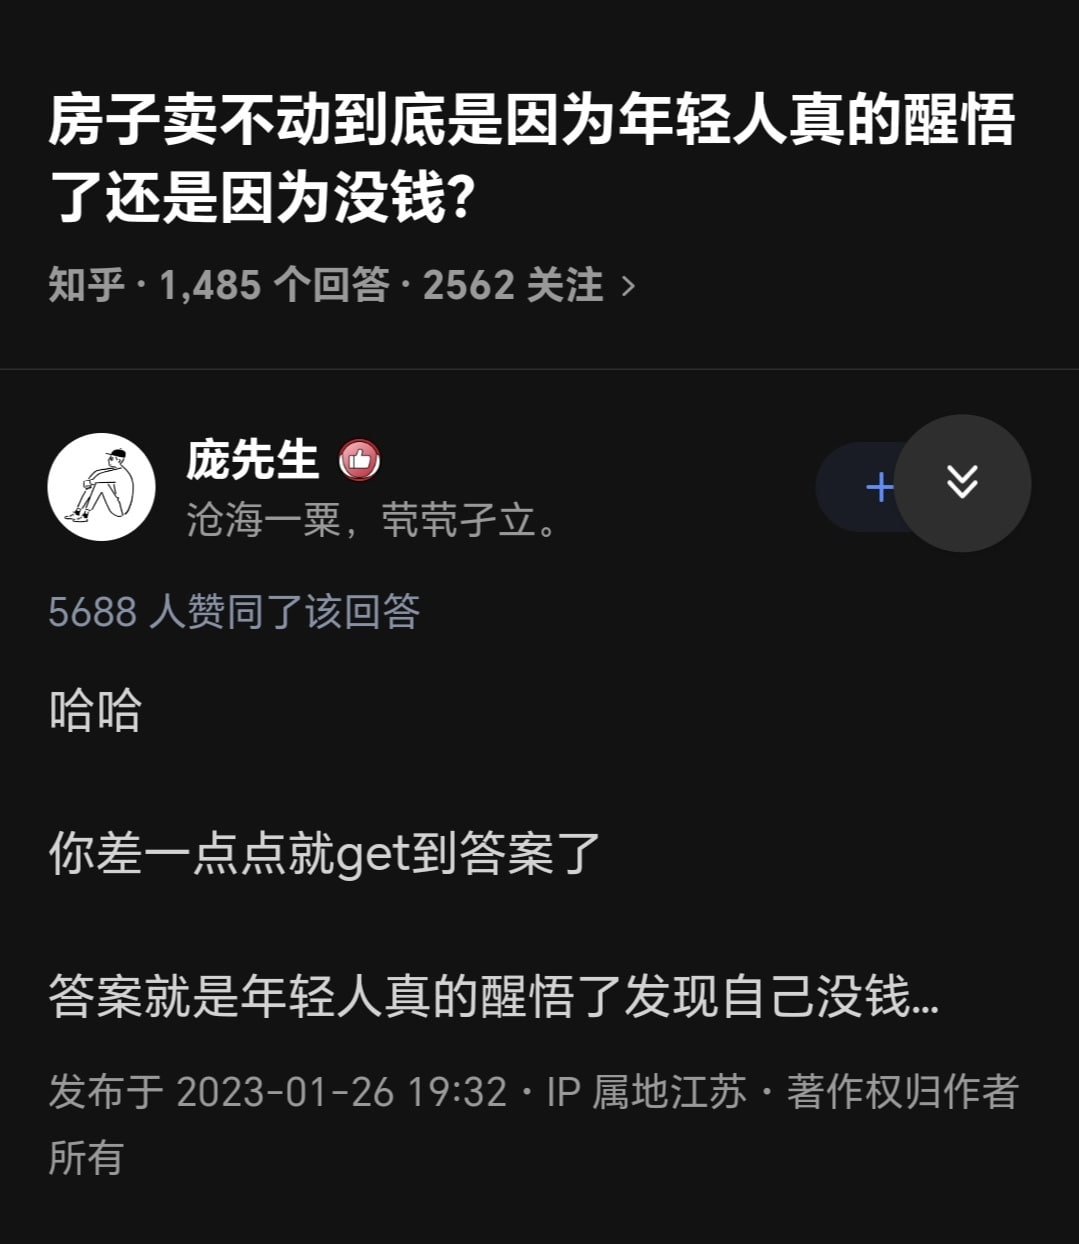 房子卖不动到底是因为年轻人真的醒悟
了还是因为没钱？
知乎 · 1,485 个回答 · 2562 关注 >
庞先生
沧海一粟，茕茕孑立。
5688 人赞同了该回答
哈哈
你差一点点就get到答案了
答案就是年轻人真的醒悟了发现自己没钱...
发布于 2023-01-26 19:32 · IP 属地江苏 · 著作权归作者
所有